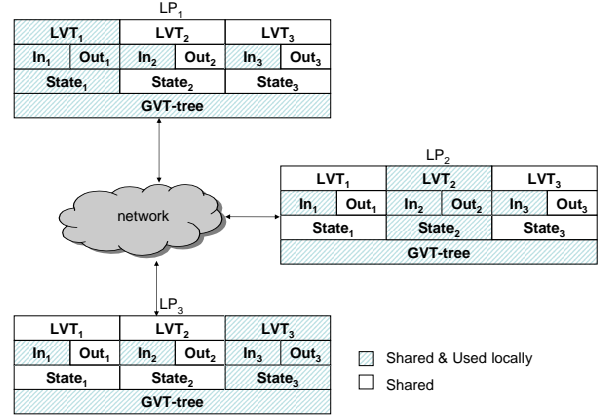 LP₁
LVT₁ LVT₂ LVT₃
In₁ Out₁ In₂ Out₂ In₃ Out₃
State₁ State₂ State₃
GVT-tree
LP₂
LVT₁ LVT₂ LVT₃
In₁ Out₁ In₂ Out₂ In₃ Out₃
State₁ State₂ State₃
GVT-tree
network
LP₃
LVT₁ LVT₂ LVT₃
In₁ Out₁ In₂ Out₂ In₃ Out₃
State₁ State₂ State₃
GVT-tree
Shared & Used locally
Shared